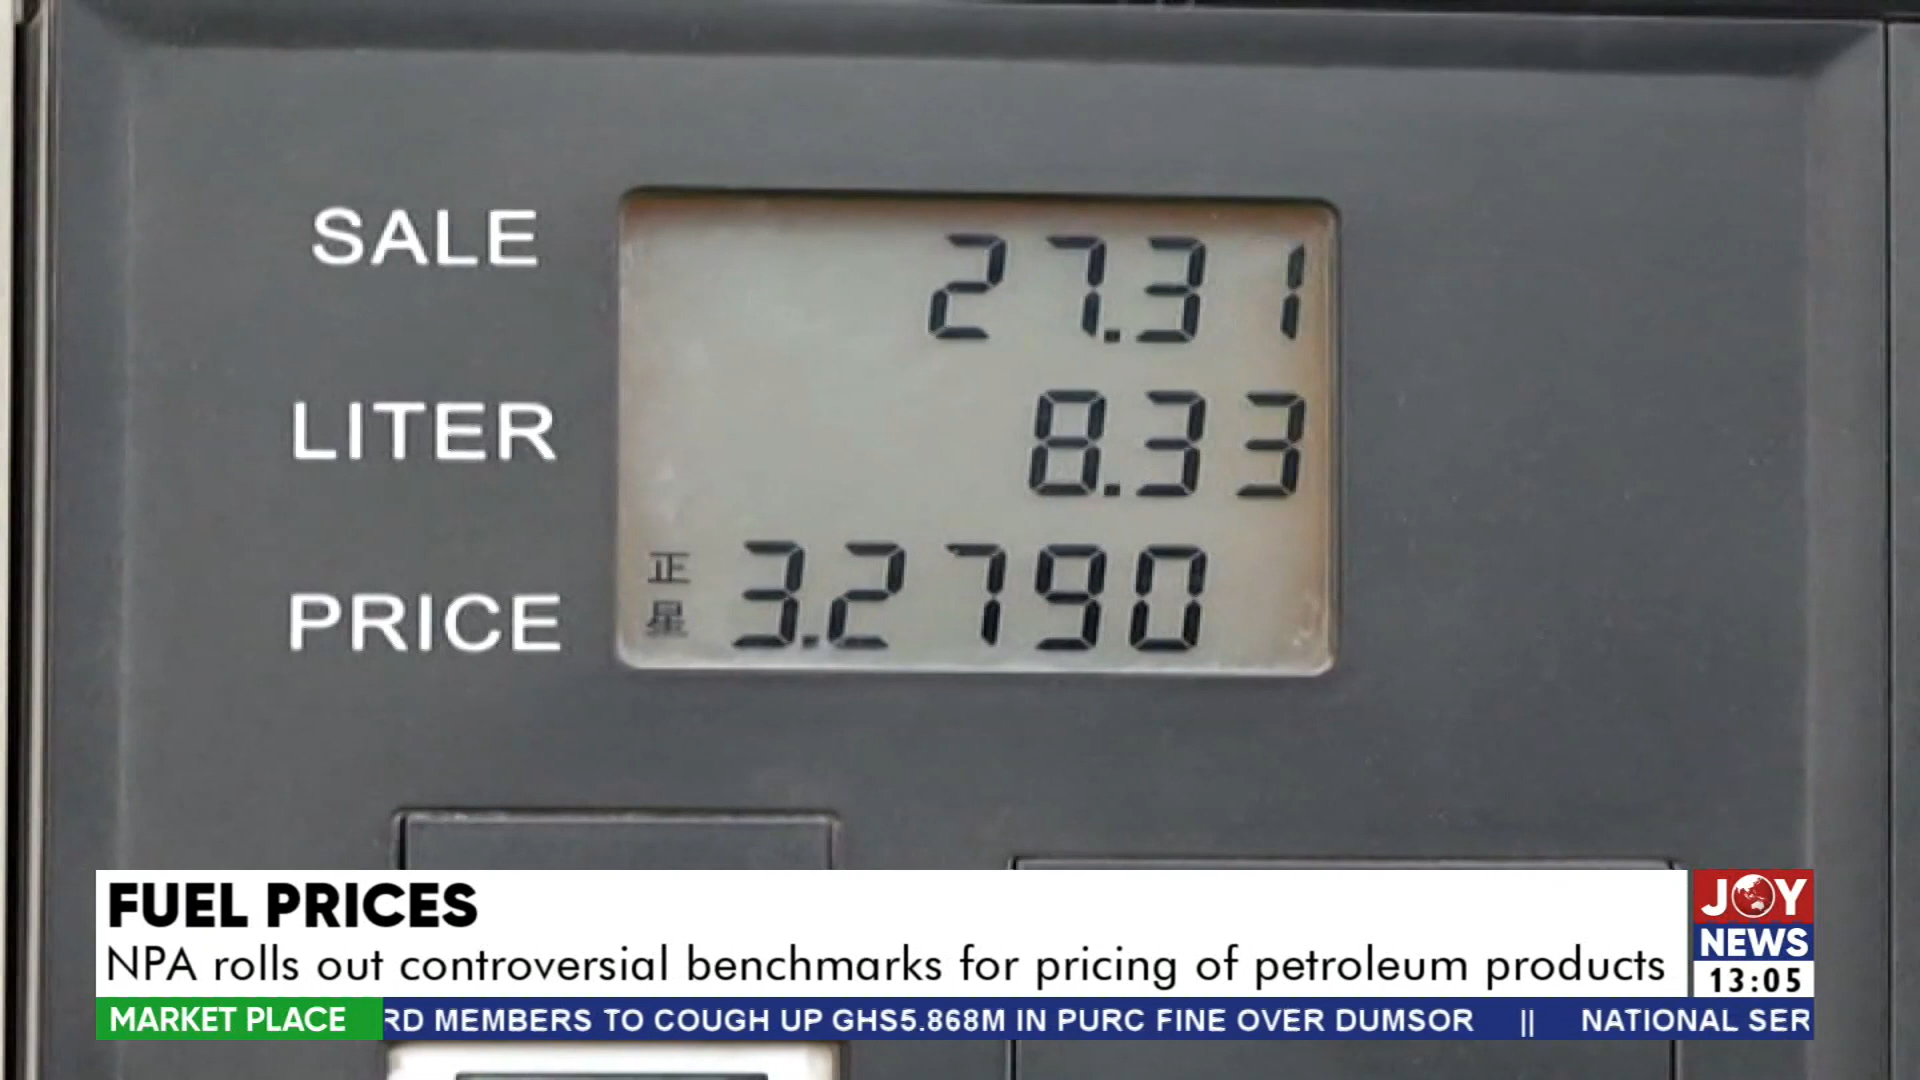 SALE 27.31
LITER 8.33
PRICE 正星 3.2790
FUEL PRICES
NPA rolls out controversial benchmarks for pricing of petroleum products
JOY
NEWS
13:05
MARKET PLACE RD MEMBERS TO COUGH UP GHS5.868M IN PURC FINE OVER DUMSOR || NATIONAL SER